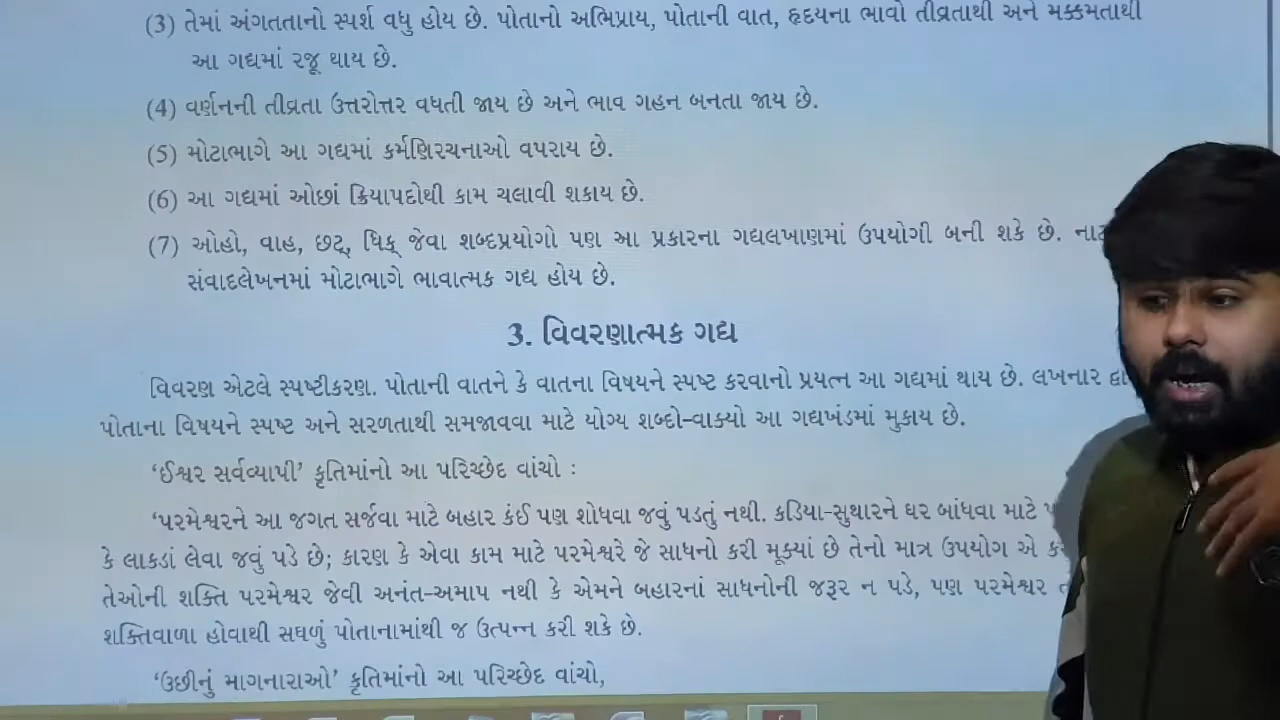 (3) તેમાં અંગતતાનો સ્પર્શ વધુ હોય છે. પોતાનો અભિપ્રાય, પોતાની વાત, હૃદયના ભાવો તીવ્રતાથી અને મક્કમતાથી
આ ગદ્યમાં રજૂ થાય છે.
(4) વર્ણનની તીવ્રતા ઉત્તરોત્તર વધતી જાય છે અને ભાવ ગહન બનતા જાય છે.
(5) મોટાભાગે આ ગદ્યમાં કર્મણિરચનાઓ વપરાય છે.
(6) આ ગદ્યમાં ઓછાં ક્રિયાપદોથી કામ ચલાવી શકાય છે.
(7) ઓહો, વાહ, છટ્, ધિક્ જેવા શબ્દપ્રયોગો પણ આ પ્રકારના ગદ્યલખાણમાં ઉપયોગી બની શકે છે.
સંવાદલેખનમાં મોટાભાગે ભાવાત્મક ગદ્ય હોય છે.
3. વિવરણાત્મક ગદ્ય
વિવરણ એટલે સ્પષ્ટીકરણ. પોતાની વાતને કે વાતના વિષયને સ્પષ્ટ કરવાનો પ્રયત્ન આ ગદ્યમાં થાય છે. લખનાર
પોતાના વિષયને સ્પષ્ટ અને સરળતાથી સમજાવવા માટે યોગ્ય શબ્દો-વાક્યો આ ગદ્યખંડમાં મુકાય છે.
‘ઈશ્વર સર્વવ્યાપી’ કૃતિમાંનો આ પરિચ્છેદ વાંચો :
‘પરમેશ્વરને આ જગત સર્જવા માટે બહાર કંઈ પણ શોધવા જવું પડતું નથી. કડિયા-સુથારને ઘર બાંધવા માટે
કે લાકડાં લેવા જવું પડે છે; કારણ કે એવા કામ માટે પરમેશ્વરે જે સાધનો કરી મૂક્યાં છે તેનો માત્ર ઉપયોગ એ
તેઓની શક્તિ પરમેશ્વર જેવી અનંત-અમાપ નથી કે એમને બહારનાં સાધનોની જરૂર ન પડે, પણ પરમેશ્વર
શક્તિવાળા હોવાથી સઘળું પોતાનામાંથી જ ઉત્પન્ન કરી શકે છે.
‘ઉછીનું માગનારાઓ’ કૃતિમાંનો આ પરિચ્છેદ વાંચો,